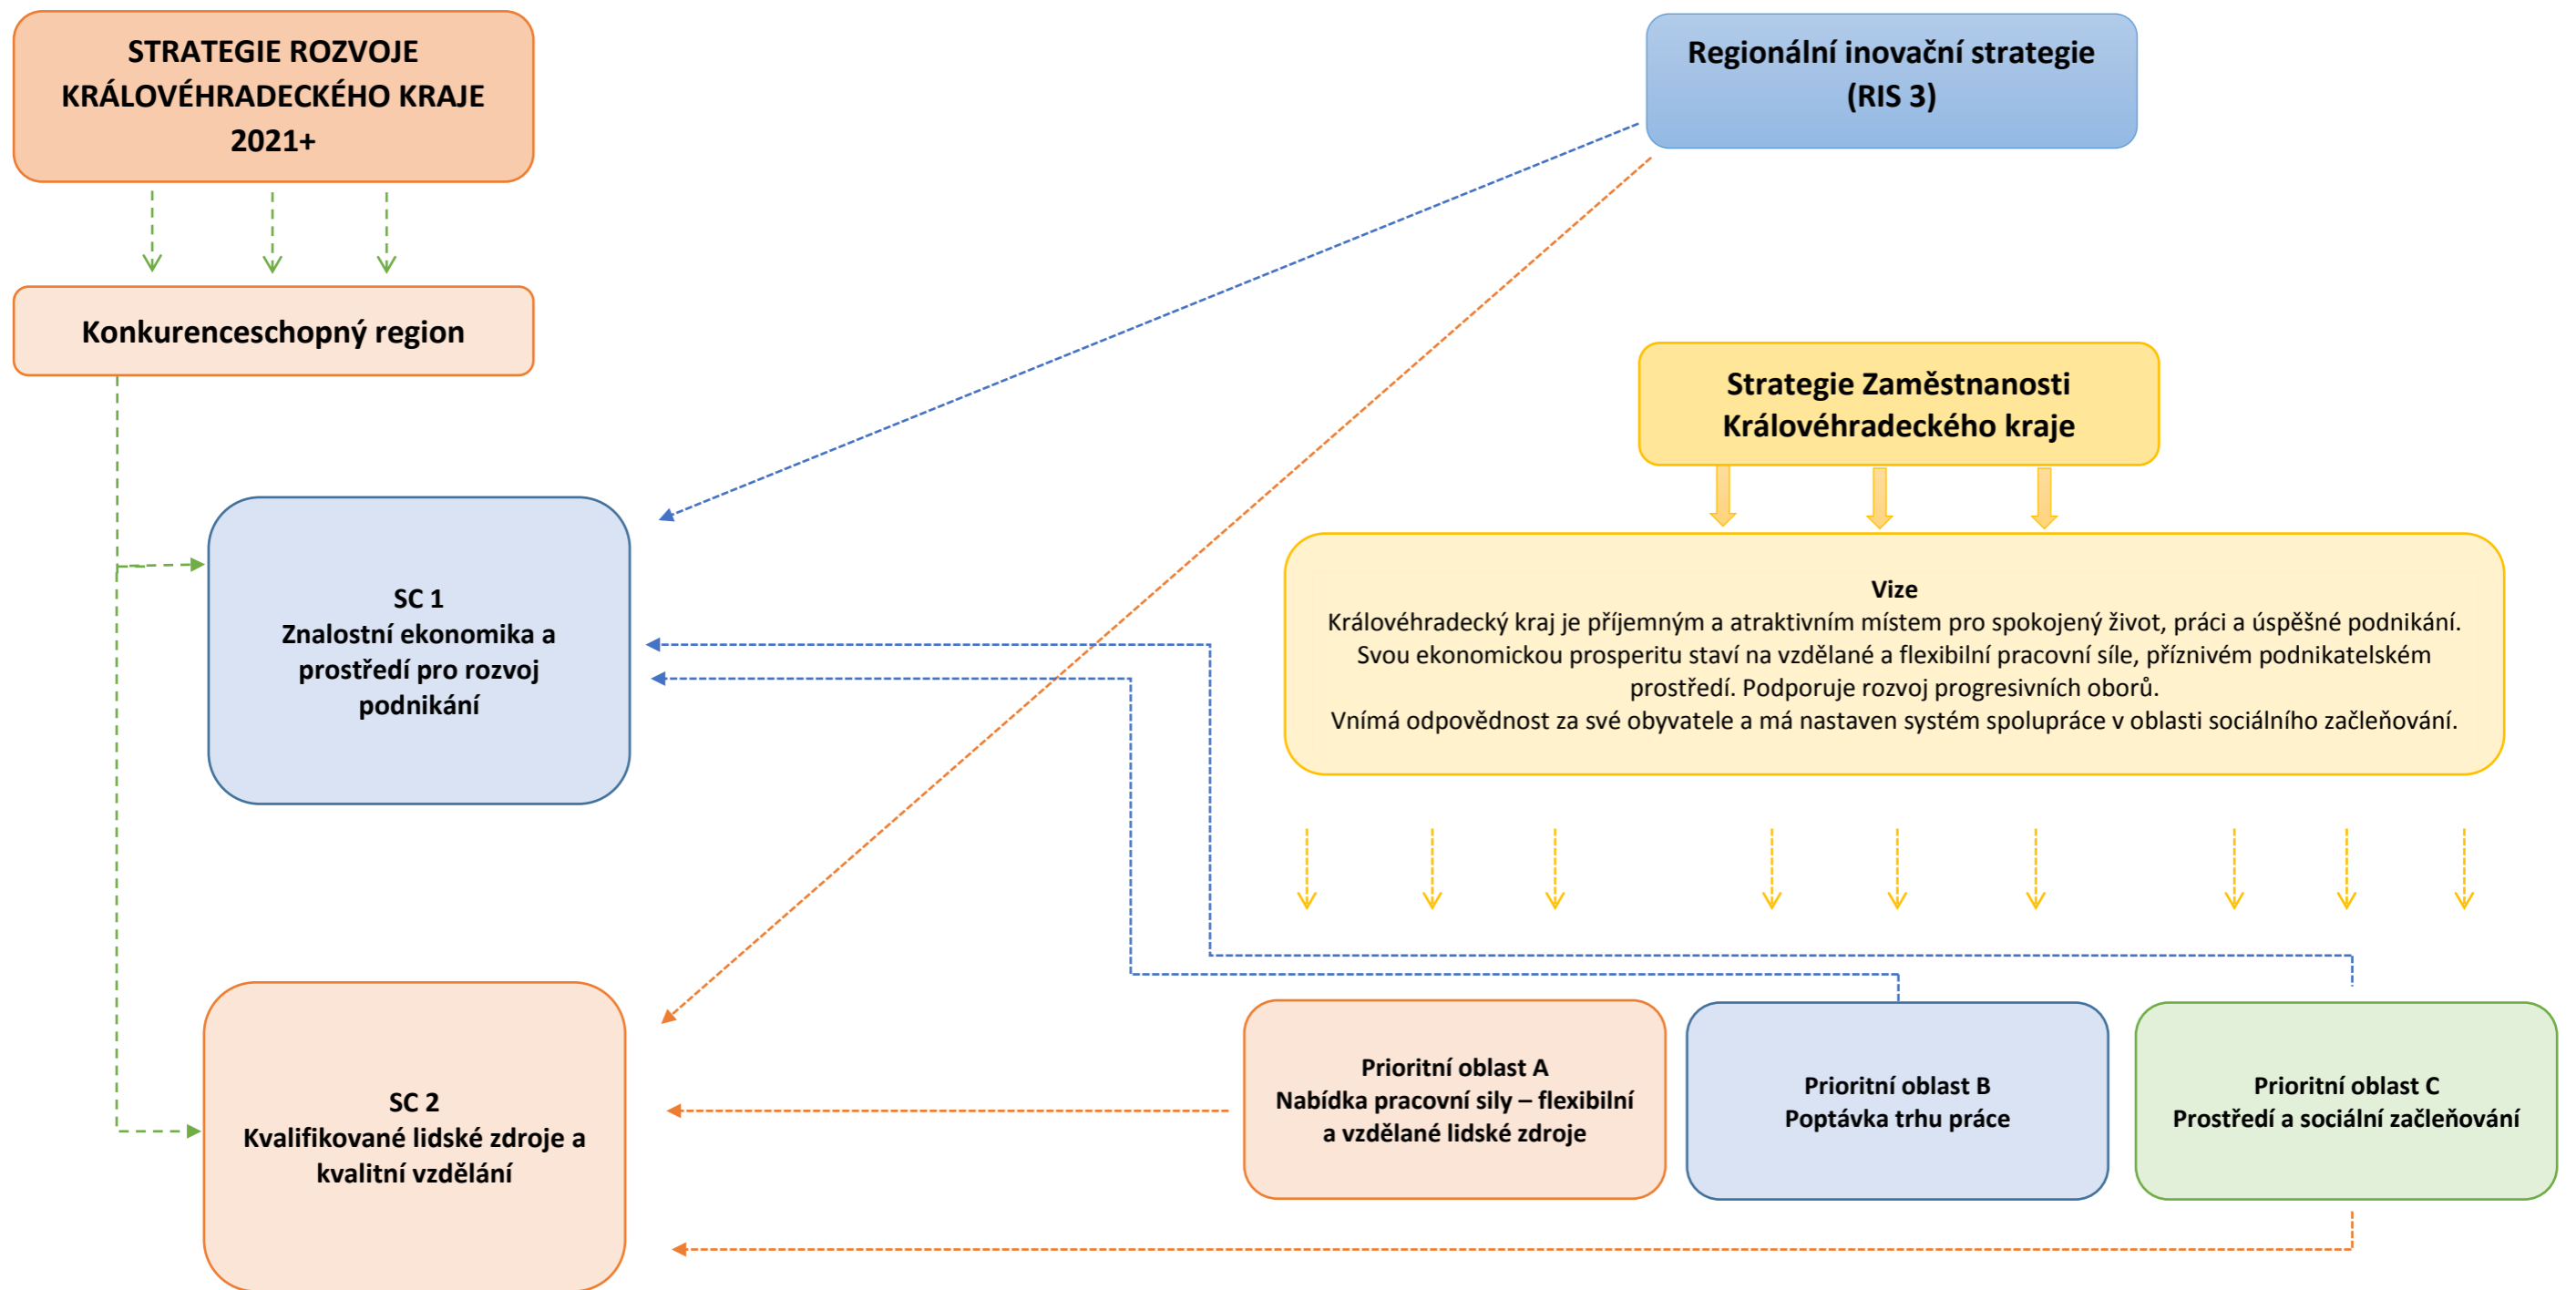 STRATEGIE ROZVOJE
KRÁLOVÉHRADECKÉHO KRAJE
2021+
Regionální inovační strategie
(RIS 3)
Konkurenceschopný region
Strategie Zaměstnanosti
Královéhradeckého kraje
SC 1
Znalostní ekonomika a
prostředí pro rozvoj
podnikání
Vize
Královéhradecký kraj je příjemným a atraktivním místem pro spokojený život, práci a úspěšné podnikání.
Svou ekonomickou prosperitu staví na vzdělané a flexibilní pracovní síle, příznivém podnikatelském
prostředí. Podporuje rozvoj progresivních oborů.
Vnímá odpovědnost za své obyvatele a má nastaven systém spolupráce v oblasti sociálního začleňování.
SC 2
Kvalifikované lidské zdroje a
kvalitní vzdělání
Prioritní oblast A
Nabídka pracovní sily – flexibilní
a vzdělané lidské zdroje
Prioritní oblast B
Poptávka trhu práce
Prioritní oblast C
Prostředí a sociální začleňování